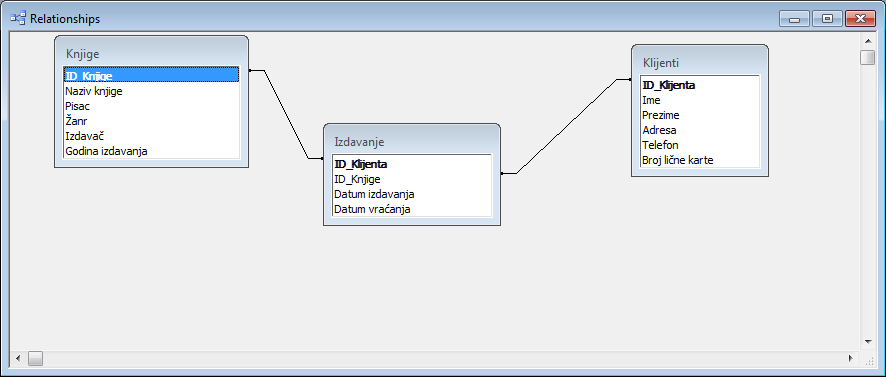 Relationships
Knjige
ID_Knjige
Naziv knjige
Pisac
Žanr
Izdavač
Godina izdavanja
Izdavanje
ID_Klijenta
ID_Knjige
Datum izdavanja
Datum vraćanja
Klijenti
ID_Klijenta
Ime
Prezime
Adresa
Telefon
Broj lične karte